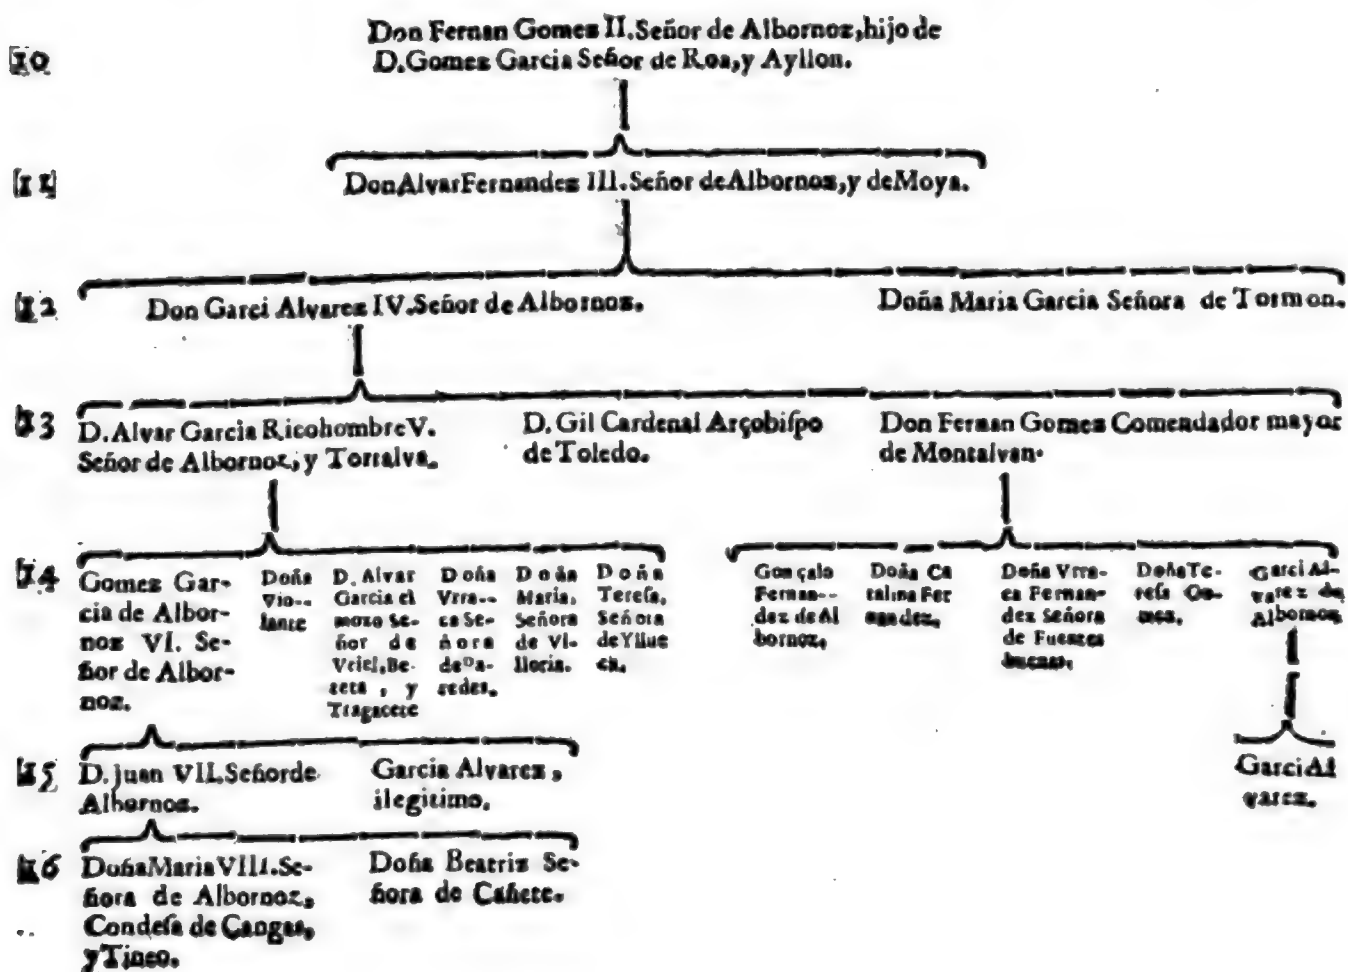 10
Don Fernan Gomez II. Señor de Albornoz, hijo de
D. Gomez Garcia Señor de Roa, y Ayllon.
11
Don Alvar Fernandez III. Señor de Albornoz, y de Moya.
12
Don Garci Alvarez IV. Señor de Albornoz.
Doña Maria Garcia Señora de Tormon.
13
D. Alvar Garcia Ricohombre V.
Señor de Albornoz, y Torralva.
D. Gil Cardenal Arçobiſpo
de Toledo.
Don Fernan Gomez Comendador mayor
de Montalvan.
14
Gomez Gar-
cia de Albor-
noz VI. Se-
ñor de Albor-
noz.
Doña
Vio--
lante
D. Alvar
Garcia el
mozo Se-
ñor de
Vriel, Be-
teta, y
Tragacete
Doña
Vrra--
ca Se-
ñora
de Pa-
redes.
Doña
Maria,
Señora
de Vi-
lloria.
Doña
Tereſa,
Señora
de Yllue
ca.
Gonçalo
Fernan--
dez de Al
bornoz.
Doña Ca
talina Fer
nandez.
Doña Vrra-
ca Fernan-
dez Señora
de Fuentes
buenas.
Doña Te-
reſa Go-
mez.
Garci Al-
varez de
Albornoz
15
D. Juan VII. Señor de
Albornoz.
Garcia Alvarez,
ilegitimo.
Garci Al
varez.
16
Doña Maria VIII. Se-
ñora de Albornoz,
Condeſa de Cangas,
y Tineo.
Doña Beatriz Se-
ñora de Cañete.